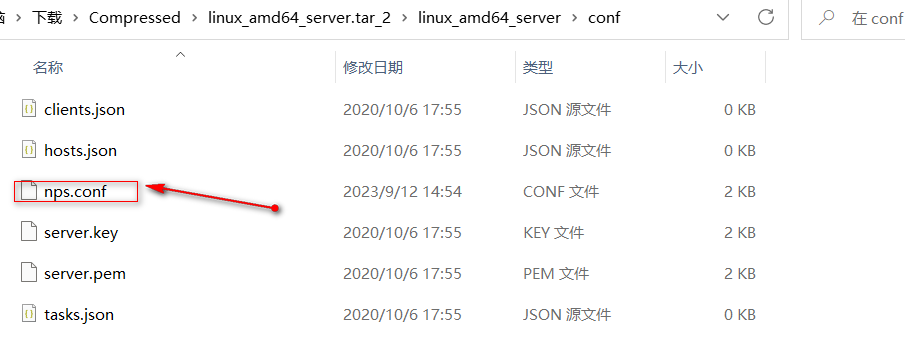 下载 > Compressed > linux_amd64_server.tar_2 > linux_amd64_server > conf 在 conf
名称 修改日期 类型 大小
clients.json 2020/10/6 17:55 JSON 源文件 0 KB
hosts.json 2020/10/6 17:55 JSON 源文件 0 KB
nps.conf 2023/9/12 14:54 CONF 文件 2 KB
server.key 2020/10/6 17:55 KEY 文件 2 KB
server.pem 2020/10/6 17:55 PEM 文件 2 KB
tasks.json 2020/10/6 17:55 JSON 源文件 0 KB